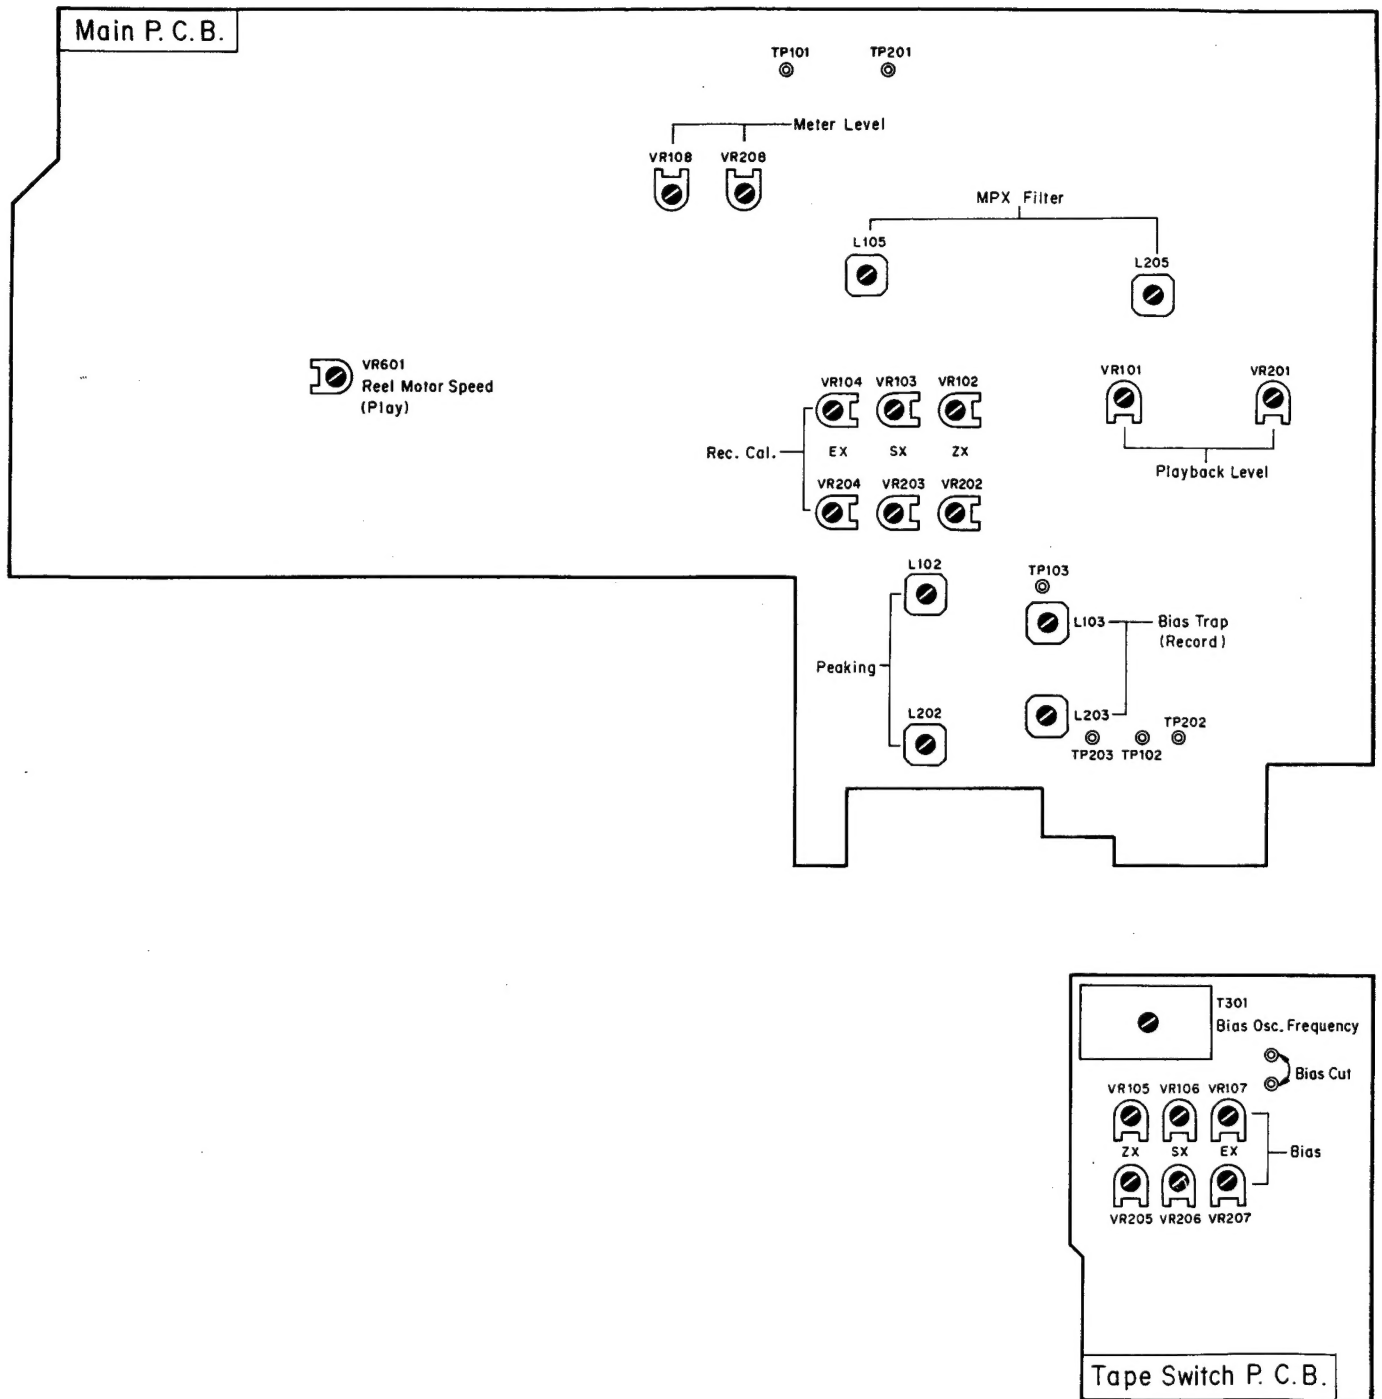 Main P. C. B.
TP101 TP201
Meter Level
VR108 VR208
MPX Filter
L105
L205
VR601
Reel Motor Speed
(Play)
VR104 VR103 VR102
VR101 VR201
Rec. Cal.
EX SX ZX
Playback Level
VR204 VR203 VR202
L102
TP103
L103
Bias Trap
(Record)
Peaking
L202
L203
TP202
TP203 TP102
T301
Bias Osc. Frequency
Bias Cut
VR105 VR106 VR107
ZX SX EX
Bias
VR205 VR206 VR207
Tape Switch P. C. B.